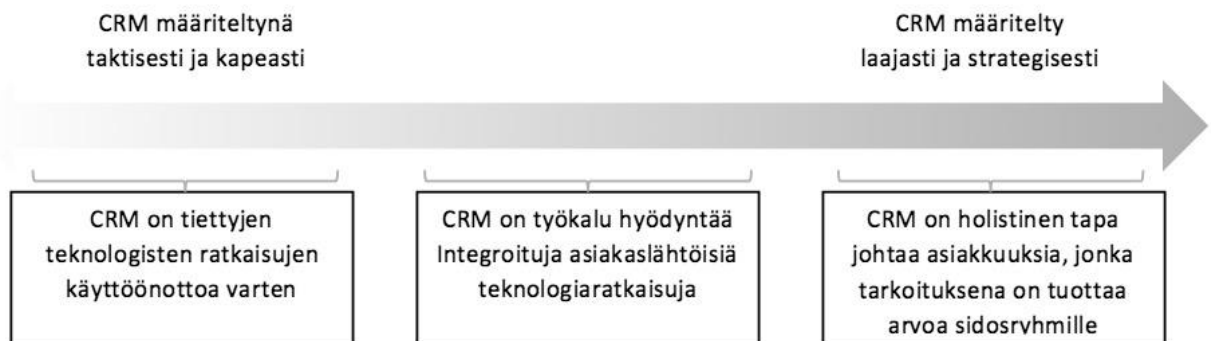 CRM määriteltynä
taktisesti ja kapeasti
CRM määritelty
laajasti ja strategisesti
CRM on tiettyjen
teknologisten ratkaisujen
käyttöönottoa varten
CRM on työkalu hyödyntää
Integroituja asiakaslähtöisiä
teknologiaratkaisuja
CRM on holistinen tapa
johtaa asiakkuuksia, jonka
tarkoituksena on tuottaa
arvoa sidosryhmille